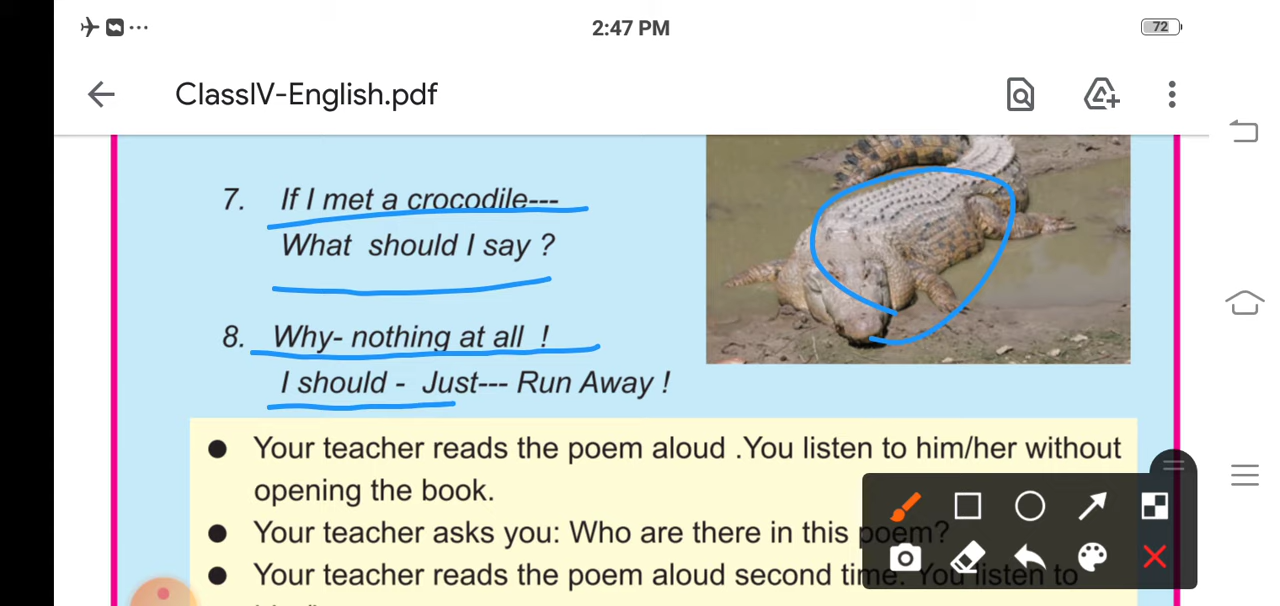 2:47 PM
72
ClassIV-English.pdf
7. If I met a crocodile---
What should I say ?
8. Why- nothing at all !
I should - Just--- Run Away !
● Your teacher reads the poem aloud .You listen to him/her without
opening the book.
● Your teacher asks you: Who are there in this poem?
● Your teacher reads the poem aloud second time. You listen to